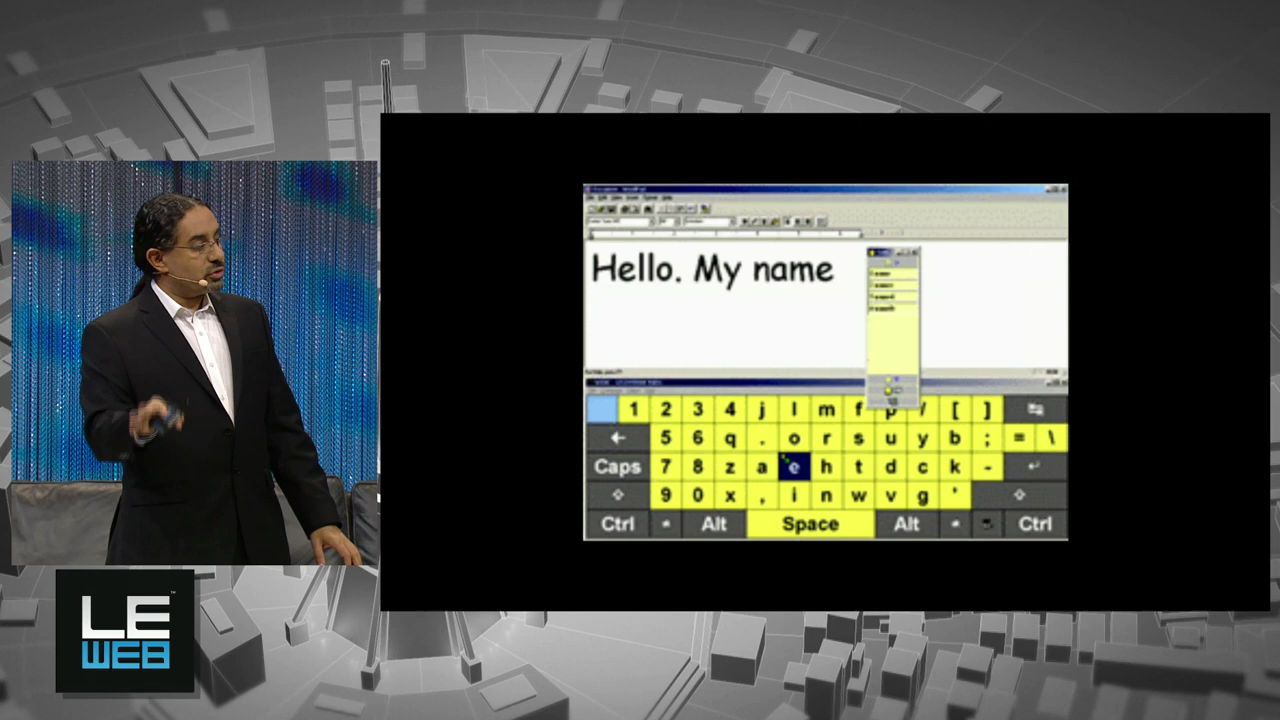 Hello. My name
1 2 3 4 j l m f p / [ ]
5 6 q . o r s u y b ; = \
Caps 7 8 z a e h t d c k -
9 0 x , i n w v g '
Ctrl Alt Space Alt Ctrl
LE
WEB